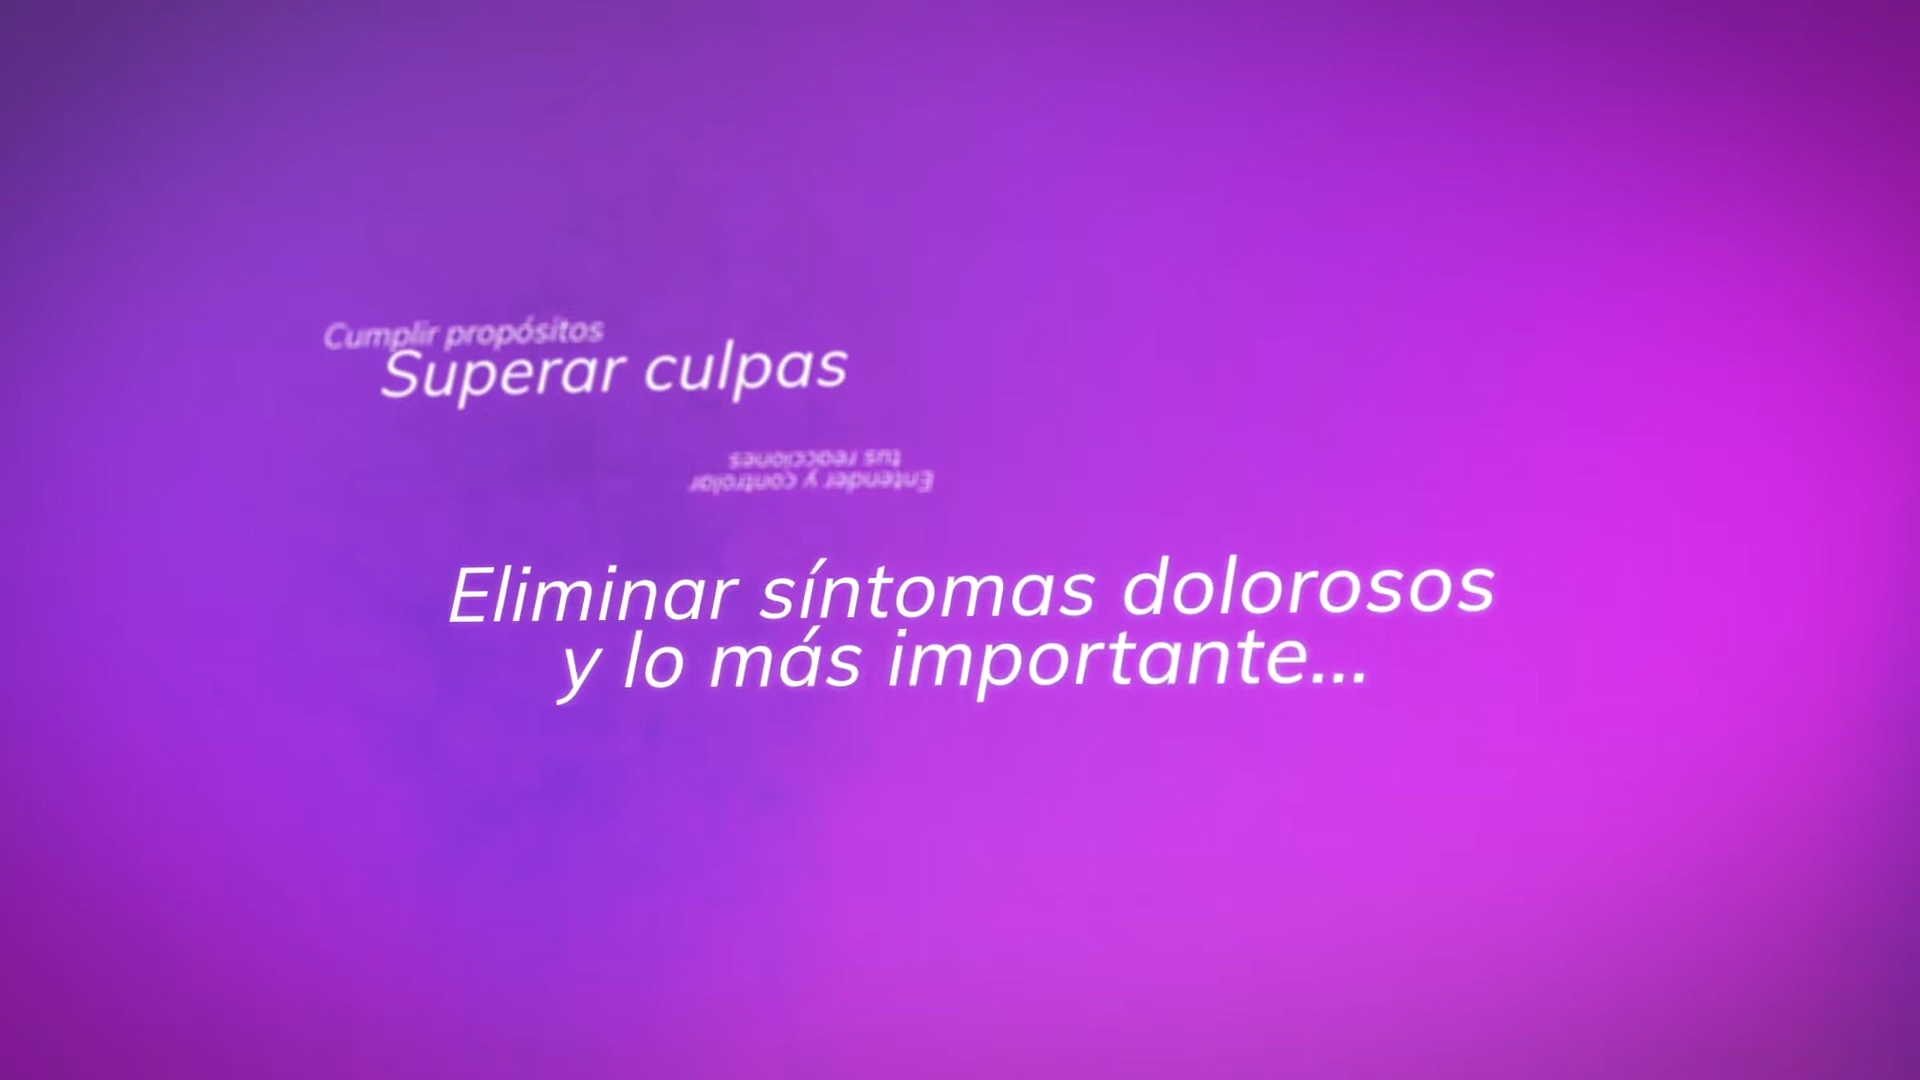 Cumplir propósitos
Superar culpas
Entender y controlar
tus reacciones
Eliminar síntomas dolorosos
y lo más importante...